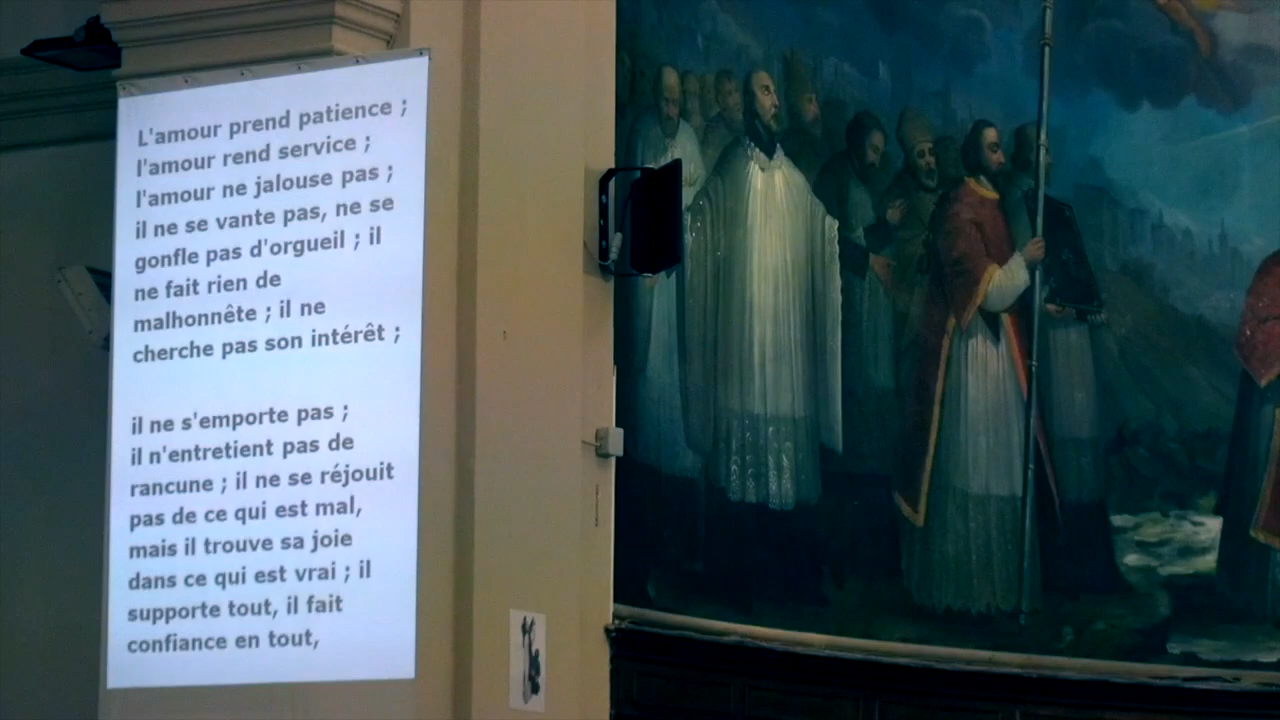 L'amour prend patience ;
l'amour rend service ;
l'amour ne jalouse pas ;
il ne se vante pas, ne se
gonfle pas d'orgueil ; il
ne fait rien de
malhonnête ; il ne
cherche pas son intérêt ;
il ne s'emporte pas ;
il n'entretient pas de
rancune ; il ne se réjouit
pas de ce qui est mal,
mais il trouve sa joie
dans ce qui est vrai ; il
supporte tout, il fait
confiance en tout,